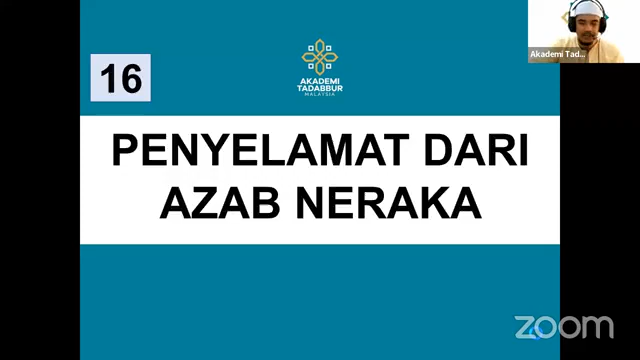 16
AKADEMI
TADABBUR
MALAYSIA
Akademi Tad...
PENYELAMAT DARI
AZAB NERAKA
zoom